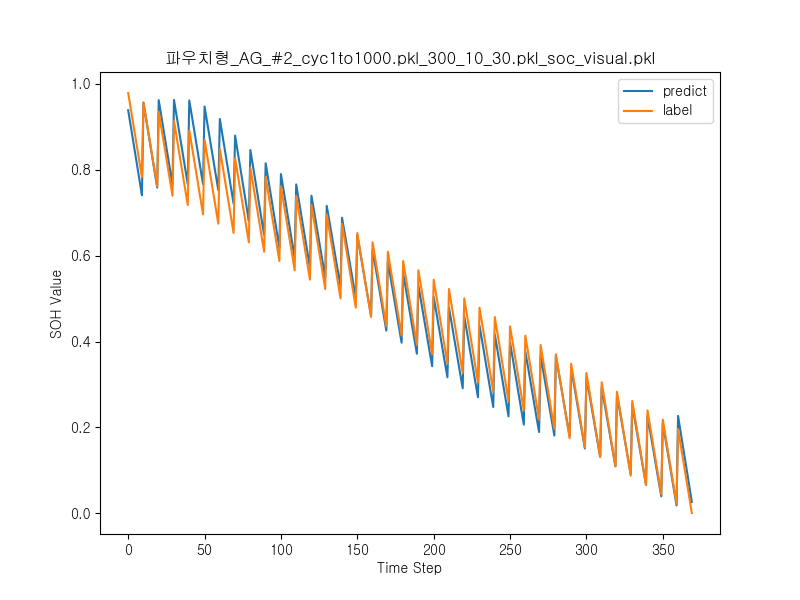 파우치형_AG_#2_cyc1to1000.pkl_300_10_30.pkl_soc_visual.pkl
predict
label
SOH Value
1.0
0.8
0.6
0.4
0.2
0.0
0 50 100 150 200 250 300 350
Time Step